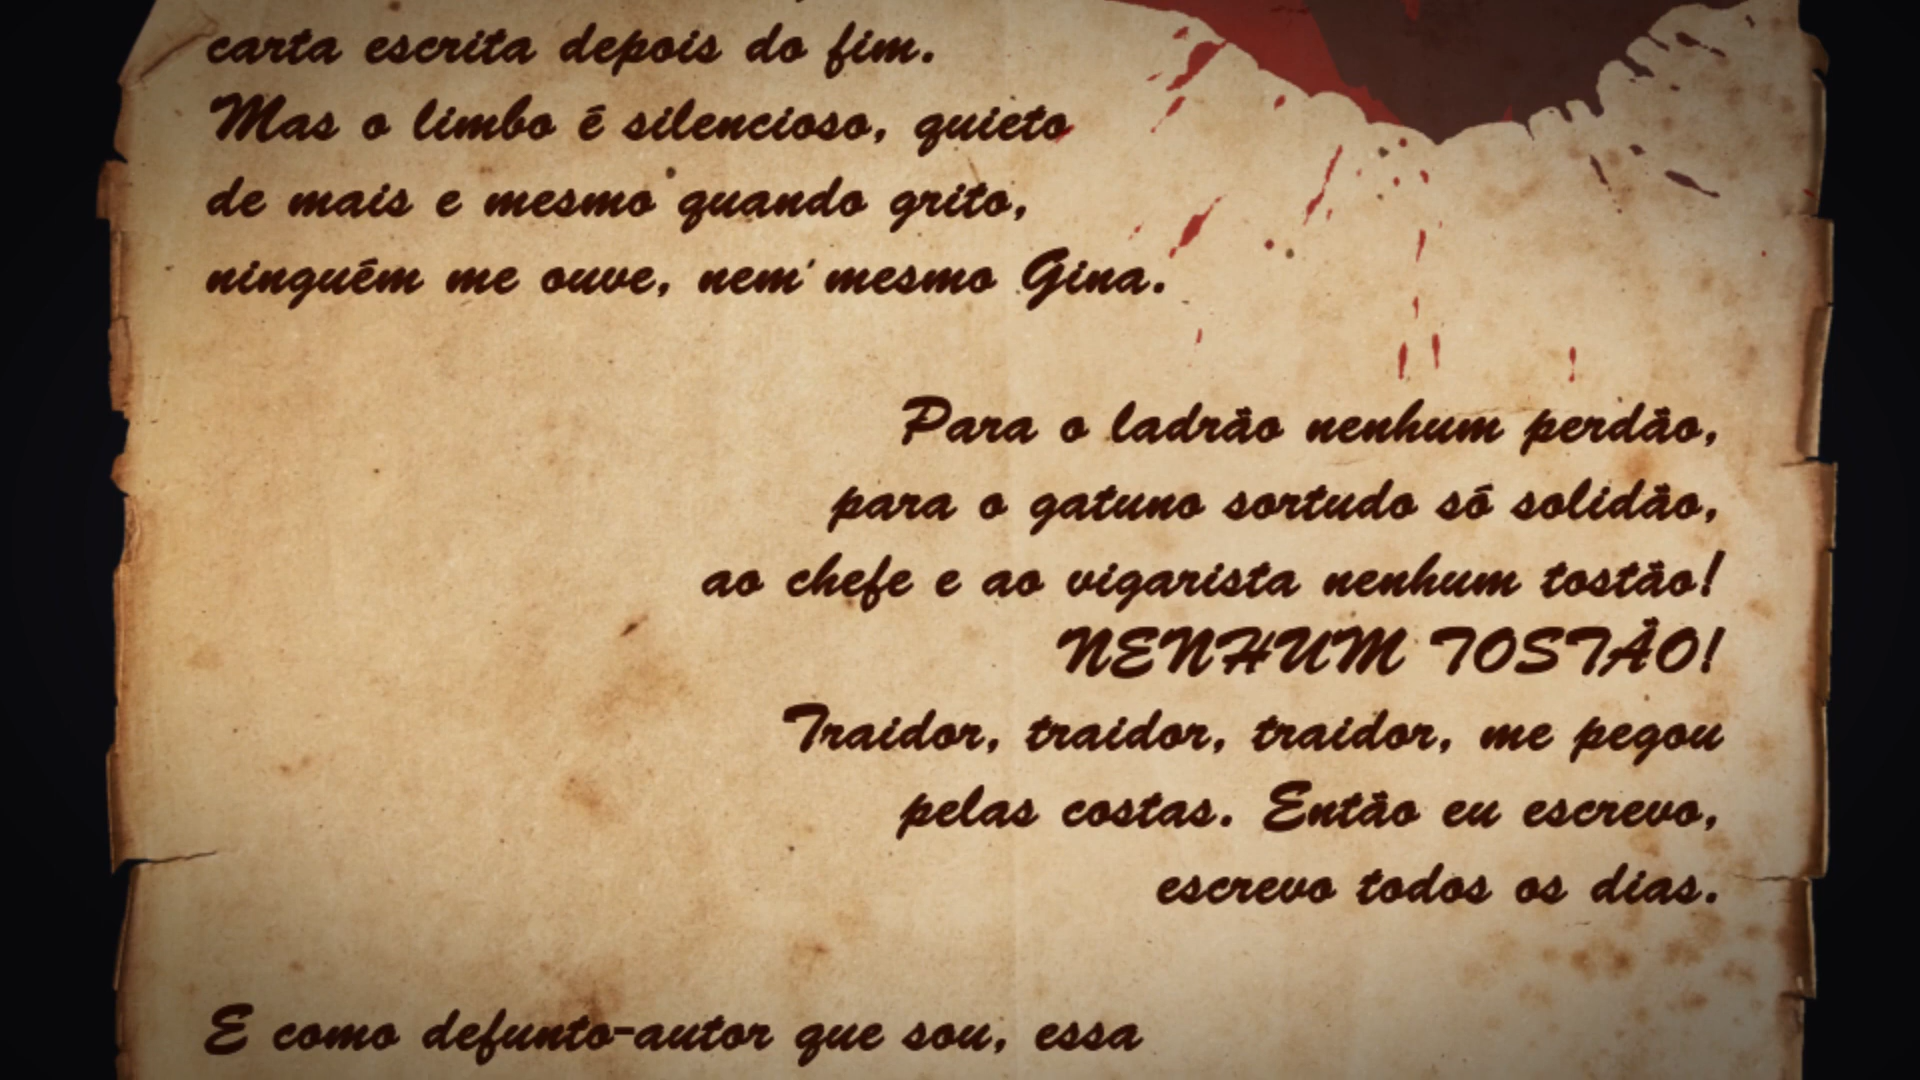 carta escrita depois do fim.
Mas o limbo é silencioso, quieto
de mais e mesmo quando grito,
ninguém me ouve, nem mesmo Gina.
Para o ladrão nenhum perdão,
para o gatuno sortudo só solidão,
ao chefe e ao vigarista nenhum tostão!
NENHUM TOSTÃO!
Traidor, traidor, traidor, me pegou
pelas costas. Então eu escrevo,
escrevo todos os dias.
E como defunto-autor que sou, essa